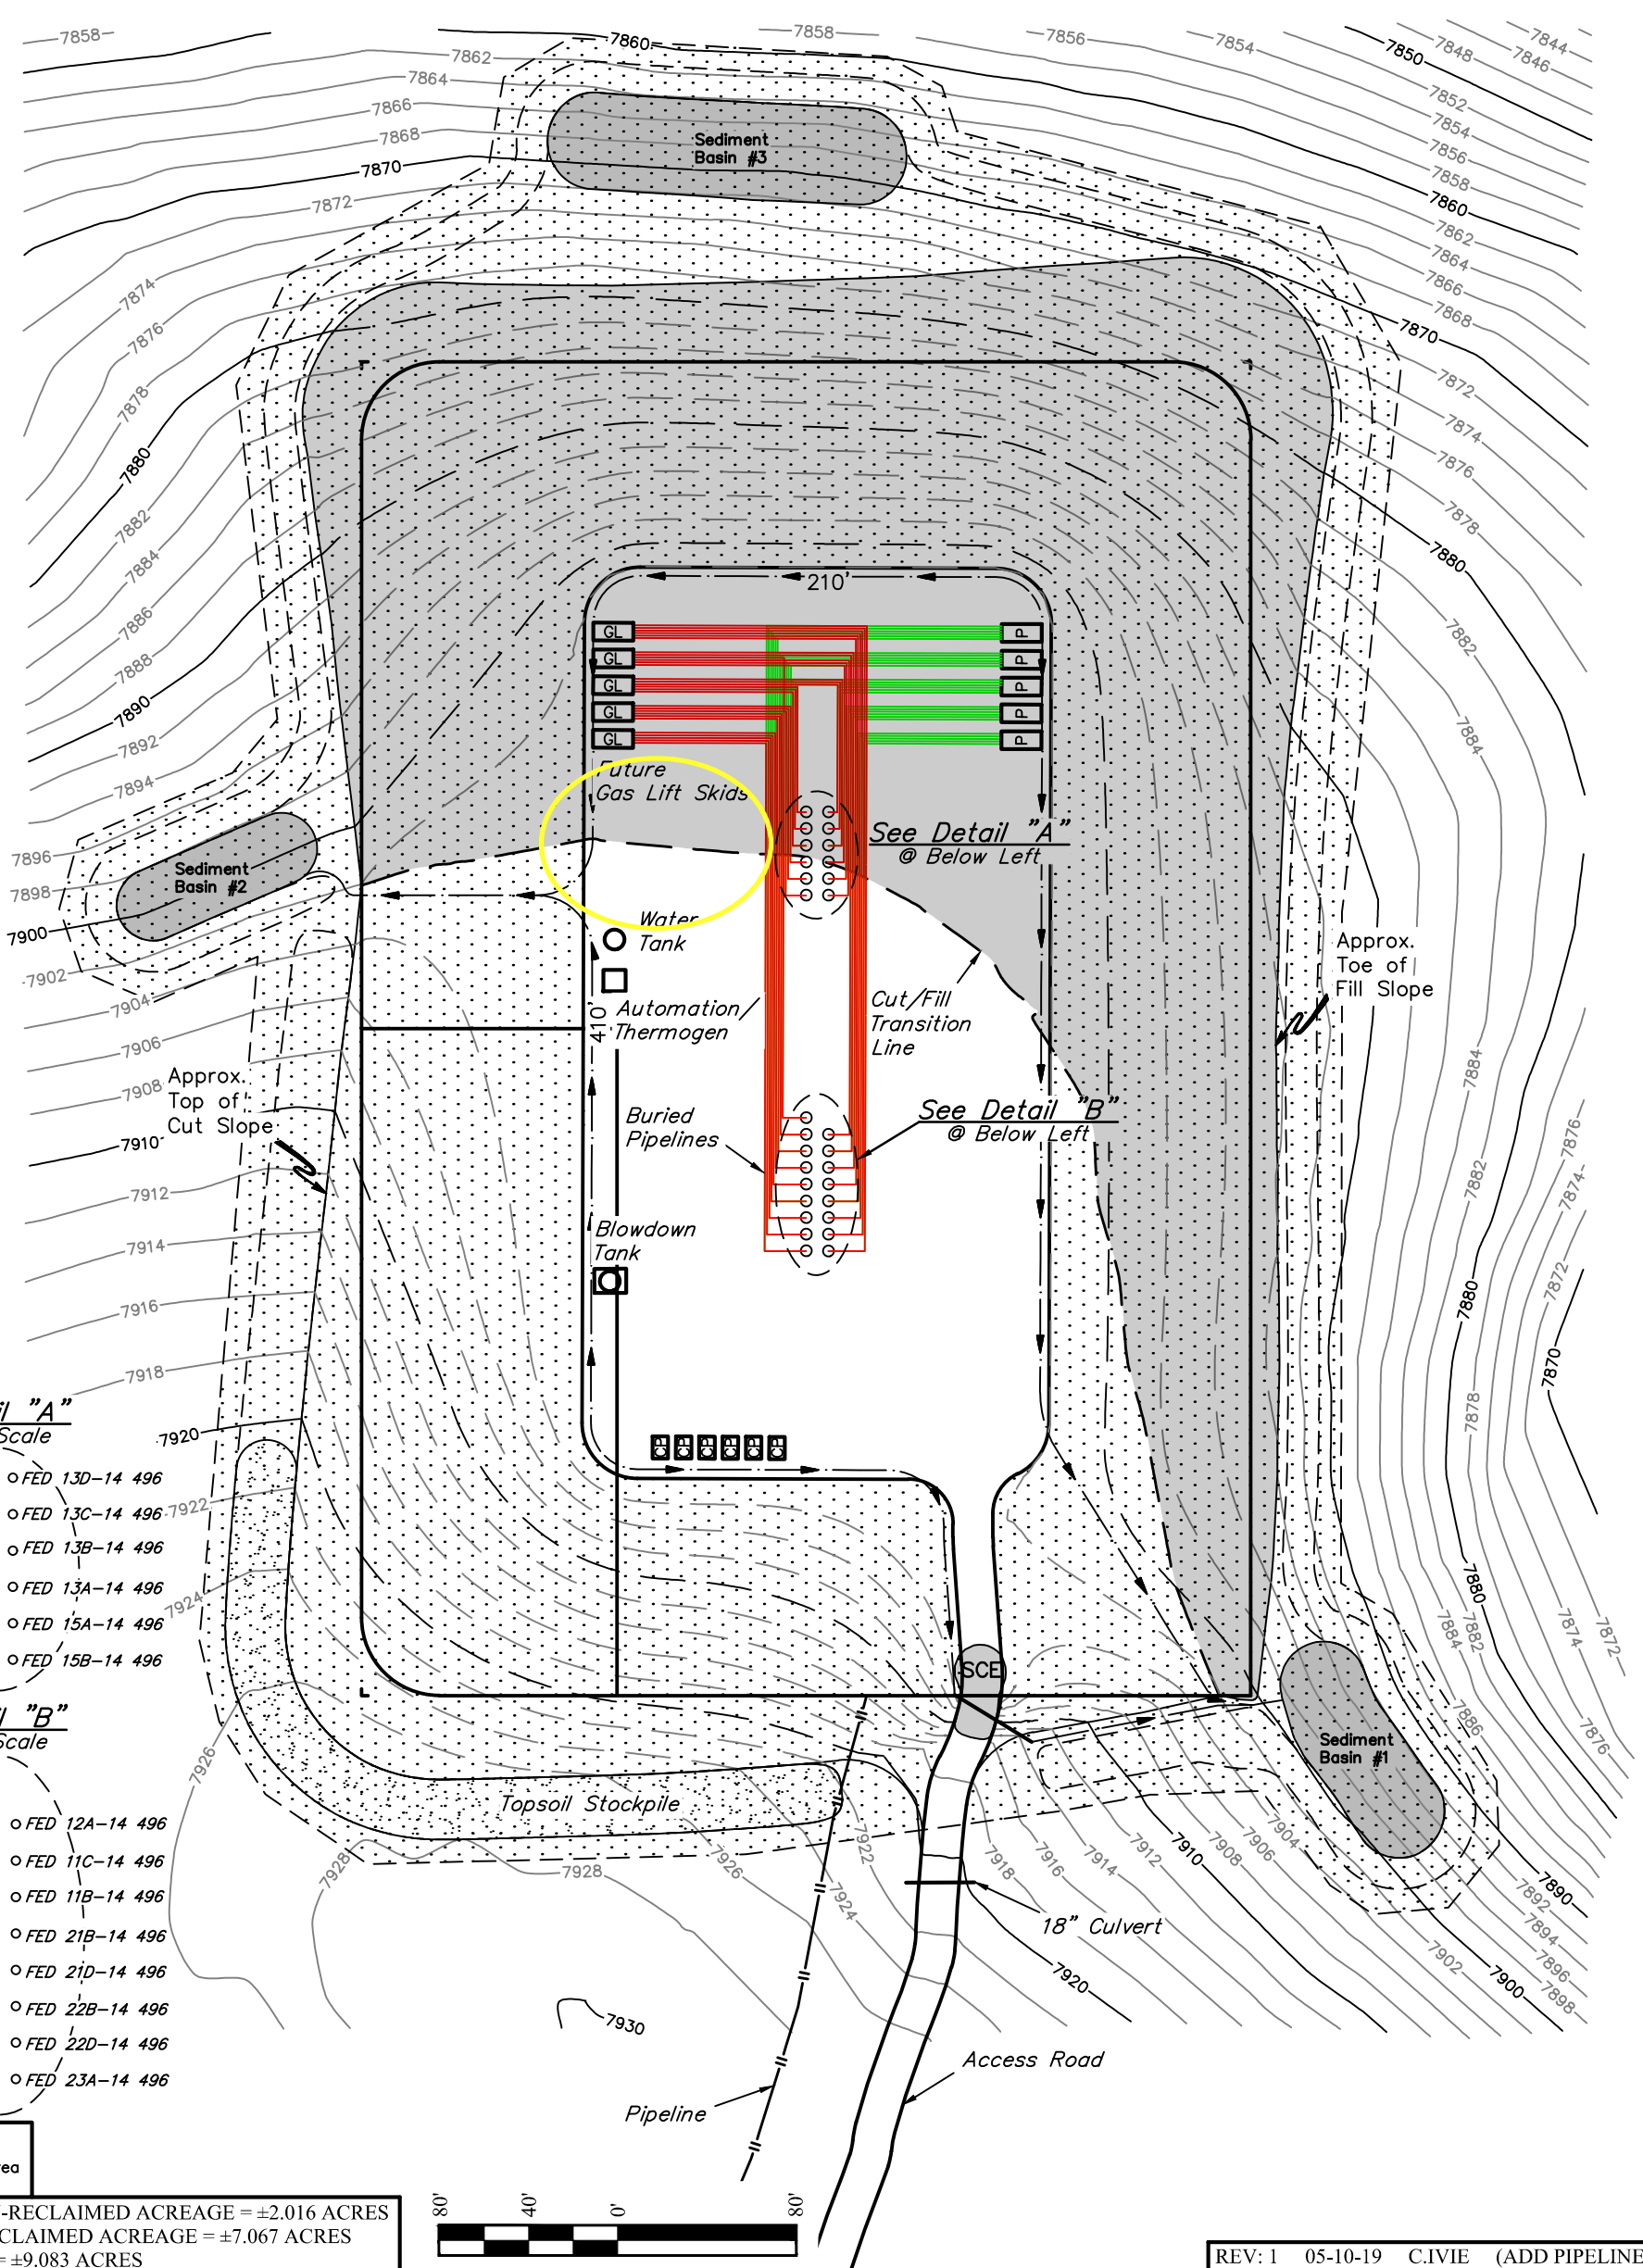 7858
7860
7858
7856
7854
7850
7848
7844
7846
7862
7864
7866
7868
7870
7872
7852
7854
7856
7858
7860
7862
7864
7866
7868
7870
Sediment
Basin #3
7874
7876
7878
7880
7882
7884
7886
7888
7890
7892
7894
7896
7898
7900
7902
7904
7906
7908
7910
7912
7914
7916
7918
7920
7922
7924
7926
7872
7874
7876
7878
7880
7882
7884
210'
GL
GL
GL
GL
GL
P
P
P
P
P
Future
Gas Lift Skids
See Detail "A"
@ Below Left
Sediment
Basin #2
Water
Tank
410'
Automation/
Thermogen
Cut/Fill
Transition
Line
Approx.
Toe of
Fill Slope
Approx.
Top of
Cut Slope
Buried
Pipelines
See Detail "B"
@ Below Left
Blowdown
Tank
7884
7882
7880
7878
7876
7874
7872
7870
7880
7884
7882
7874
7872
7886
7876
CP
CP
CP
CP
CP
CP
il "A"
Scale
FED 13D-14 496
FED 13C-14 496
FED 13B-14 496
FED 13A-14 496
FED 15A-14 496
FED 15B-14 496
il "B"
Scale
FED 12A-14 496
FED 11C-14 496
FED 11B-14 496
FED 21B-14 496
FED 21D-14 496
FED 22B-14 496
FED 22D-14 496
FED 23A-14 496
SCE
Sediment
Basin #1
Topsoil Stockpile
7928
7928
7926
7924
7922
7918
7916
7914
7912
7910
7908
7906
7904
7902
7900
7898
7896
7894
7892
7890
18" Culvert
7920
7930
Access Road
Pipeline
rea
-RECLAIMED ACREAGE = ±2.016 ACRES
CLAIMED ACREAGE = ±7.067 ACRES
= ±9.083 ACRES
80'
40'
0'
80'
REV: 1 05-10-19 C.IVIE (ADD PIPELINE